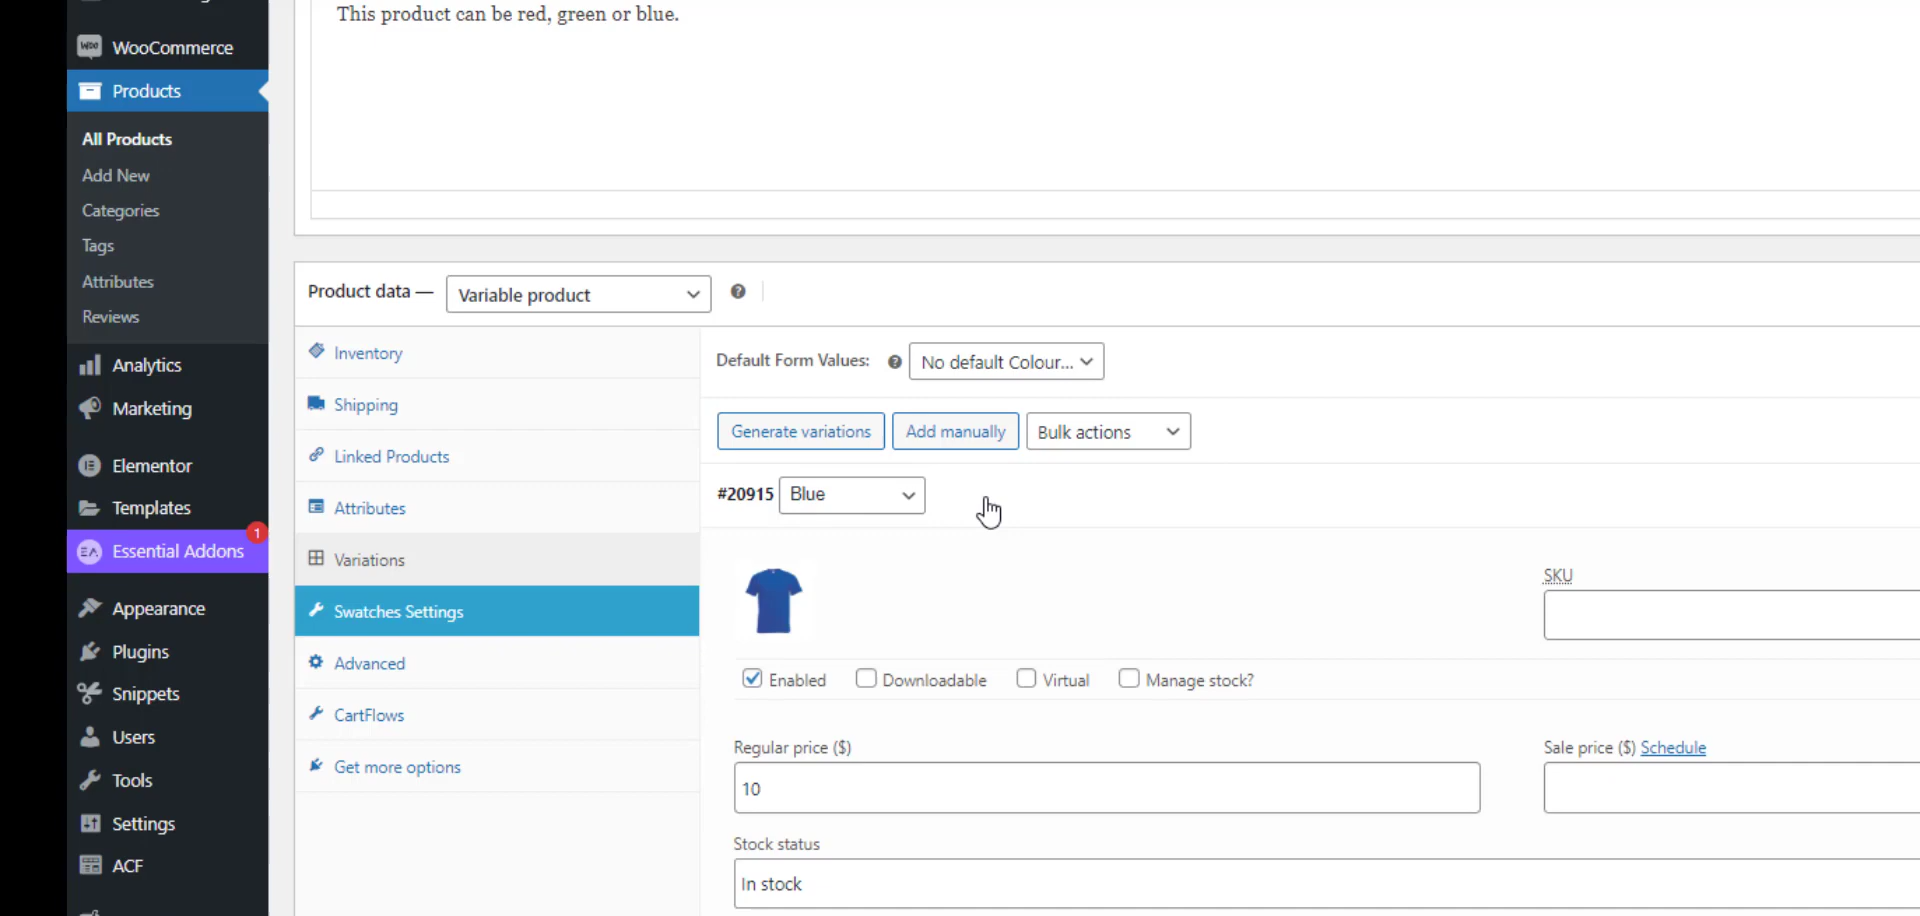 This product can be red, green or blue.
WOO WooCommerce
Products
All Products
Add New
Categories
Tags
Attributes
Reviews
Analytics
Marketing
Elementor
Templates
1
EA Essential Addons
Appearance
Plugins
Snippets
Users
Tools
Settings
ACF
Product data — Variable product ?
Inventory
Shipping
Linked Products
Attributes
Variations
Swatches Settings
Advanced
CartFlows
Get more options
Default Form Values: ? No default Colour...
Generate variations Add manually Bulk actions
#20915 Blue
SKU
Enabled Downloadable Virtual Manage stock?
Regular price ($) Sale price ($) Schedule
10
Stock status
In stock